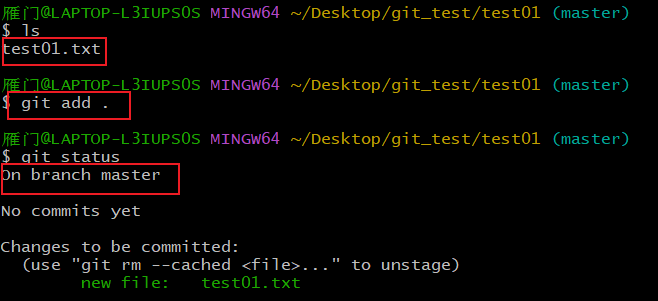 雁门@LAPTOP-L3IUPS0S MINGW64 ~/Desktop/git_test/test01 (master)
$ ls
test01.txt
雁门@LAPTOP-L3IUPS0S MINGW64 ~/Desktop/git_test/test01 (master)
$ git add .
雁门@LAPTOP-L3IUPS0S MINGW64 ~/Desktop/git_test/test01 (master)
$ git status
On branch master
No commits yet
Changes to be committed:
(use "git rm --cached <file>..." to unstage)
new file: test01.txt